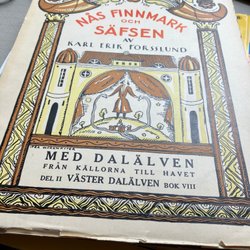 NÅS FINNMARK
OCH
SÄFSEN
AV
KARL ERIK FORSSLUND
MED DALÄLVEN
FRÅN KÄLLORNA TILL HAVET
DEL II VÄSTER DALÄLVEN BOK VIII